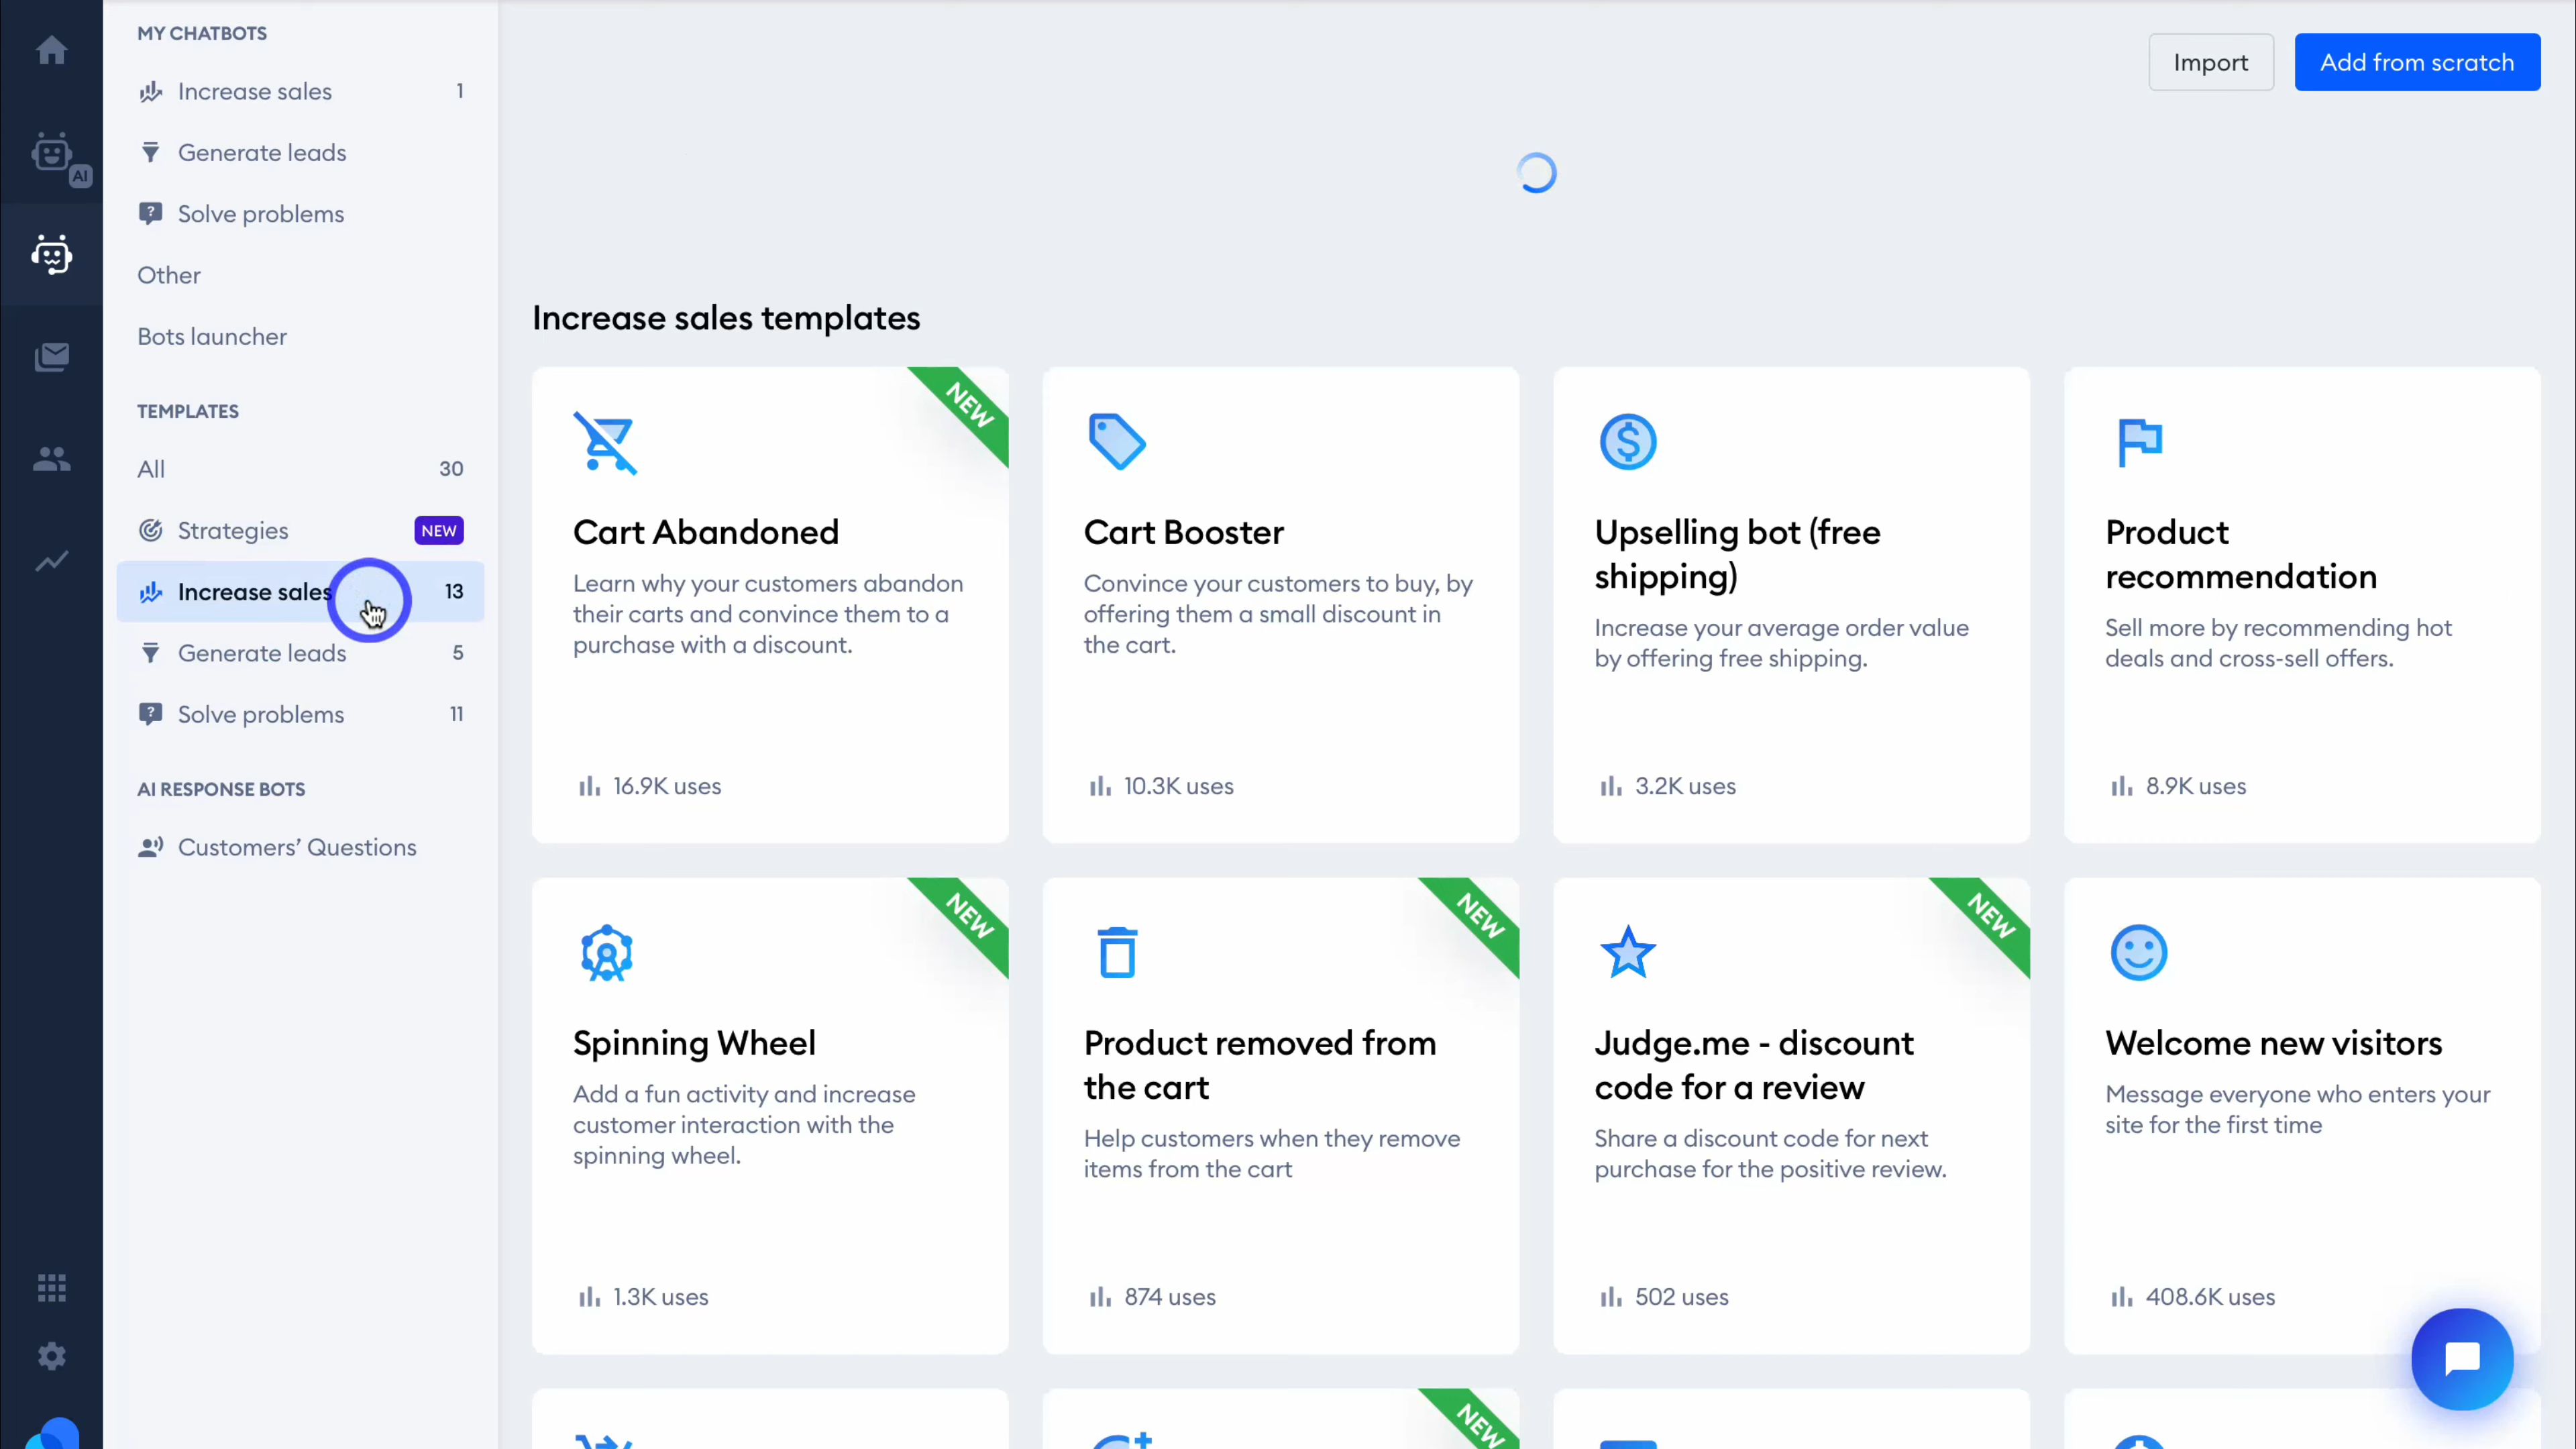 MY CHATBOTS
Increase sales 1
Generate leads
Solve problems
Other
Bots launcher
TEMPLATES
All 30
Strategies NEW
Increase sales 13
Generate leads 5
Solve problems 11
AI RESPONSE BOTS
Customers’ Questions
AI
Import
Add from scratch
Increase sales templates
NEW
Cart Abandoned
Learn why your customers abandon
their carts and convince them to a
purchase with a discount.
16.9K uses
Cart Booster
Convince your customers to buy, by
offering them a small discount in
the cart.
10.3K uses
Upselling bot (free
shipping)
Increase your average order value
by offering free shipping.
3.2K uses
Product
recommendation
Sell more by recommending hot
deals and cross-sell offers.
8.9K uses
NEW
Spinning Wheel
Add a fun activity and increase
customer interaction with the
spinning wheel.
1.3K uses
NEW
Product removed from
the cart
Help customers when they remove
items from the cart
874 uses
NEW
Judge.me - discount
code for a review
Share a discount code for next
purchase for the positive review.
502 uses
Welcome new visitors
Message everyone who enters your
site for the first time
408.6K uses
NEW